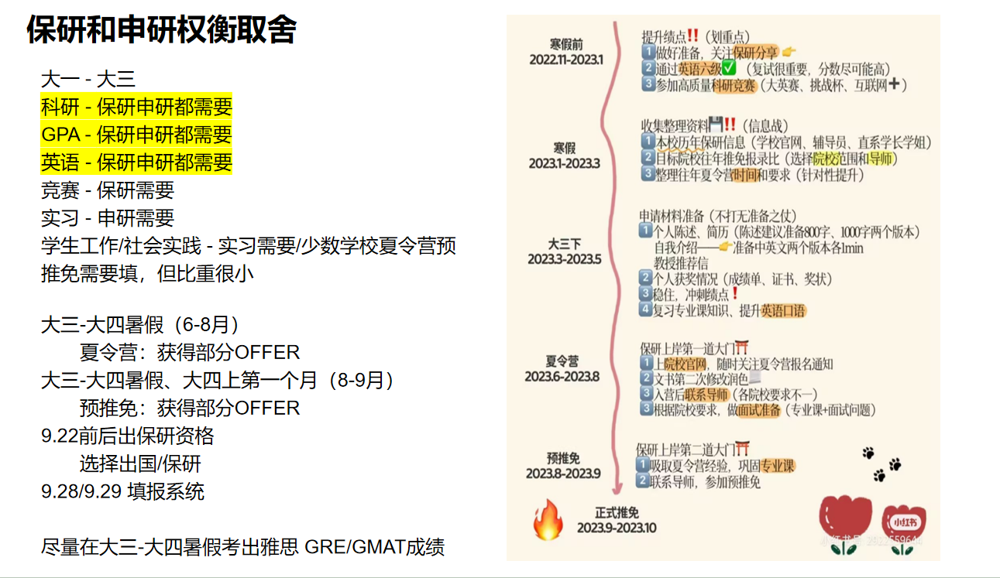 保研和申研权衡取舍
大一 - 大三
科研 - 保研申研都需要
GPA - 保研申研都需要
英语 - 保研申研都需要
竞赛 - 保研需要
实习 - 申研需要
学生工作/社会实践 - 实习需要/少数学校夏令营预
推免需要填，但比重很小
大三-大四暑假（6-8月）
夏令营：获得部分OFFER
大三-大四暑假、大四上第一个月（8-9月）
预推免：获得部分OFFER
9.22前后出保研资格
选择出国/保研
9.28/9.29 填报系统
尽量在大三-大四暑假考出雅思 GRE/GMAT成绩
寒假前
2022.11-2023.1
提升绩点‼️（划重点）
1做好准备，关注保研分享👉
2通过英语六级✅（复试很重要，分数尽可能高）
3参加高质量科研竞赛（大英赛、挑战杯、互联网➕）
寒假
2023.1-2023.3
收集整理资料💾‼️（信息战）
1本校历年保研信息（学校官网、辅导员、直系学长学姐）
2目标院校往年推免报录比（选择院校范围和导师）
3整理往年夏令营时间和要求（针对性提升）
大三下
2023.3-2023.5
申请材料准备（不打无准备之仗）
1个人陈述、简历（陈述建议准备800字、1000字两个版本）
自我介绍——👉准备中英文两个版本各1min
教授推荐信
2个人获奖情况（成绩单、证书、奖状）
3稳住，冲刺绩点❗
4复习专业课知识、提升英语口语
夏令营
2023.6-2023.8
保研上岸第一道大门⛩️
1上院校官网，随时关注夏令营报名通知
2文书第二次修改润色
3入营后联系导师（各院校要求不一）
3根据院校要求，做面试准备（专业课+面试问题）
预推免
2023.8-2023.9
保研上岸第二道大门⛩️
1吸取夏令营经验，巩固专业课
2联系导师，参加预推免
正式推免
2023.9-2023.10
小红书